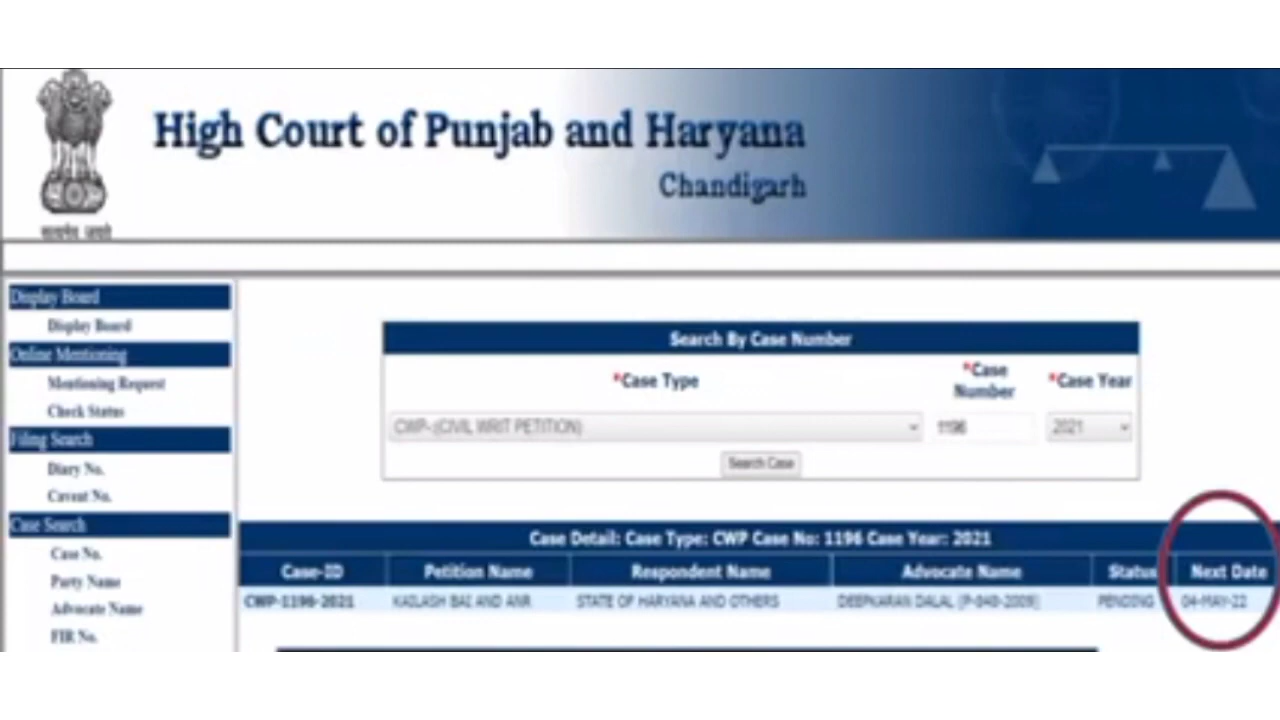 High Court of Punjab and Haryana
Chandigarh
सत्यमेव जयते
Display Board
Display Board
Online Mentioning
Mentioning Request
Check Status
Filing Search
Diary No.
Caveat No.
Case Search
Case No.
Party Name
Advocate Name
FIR No.
Search By Case Number
*Case Type *Case Number *Case Year
CWP-(CIVIL WRIT PETITION) 1196 2021
Search Case
Case Detail: Case Type: CWP Case No: 1196 Case Year: 2021
Case-ID Petition Name Respondent Name Advocate Name Status Next Date
CWP-1196-2021 KAILASH BAI AND ANR STATE OF HARYANA AND OTHERS DEEPKARAN DALAL PENDING 04-MAY-22